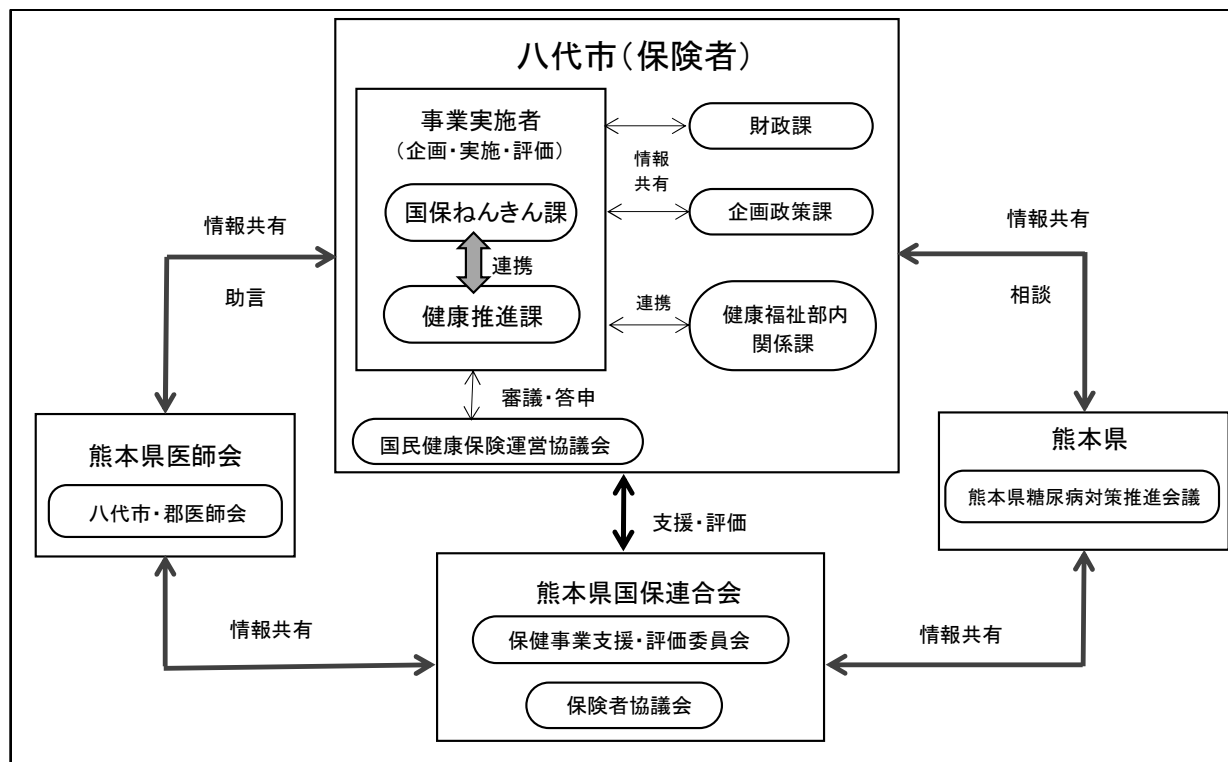 八代市（保険者）
事業実施者
（企画・実施・評価）
国保ねんきん課
連携
健康推進課
財政課
情報
共有
企画政策課
連携
健康福祉部内
関係課
審議・答申
国民健康保険運営協議会
情報共有
助言
情報共有
相談
熊本県医師会
八代市・郡医師会
熊本県
熊本県糖尿病対策推進会議
支援・評価
熊本県国保連合会
保健事業支援・評価委員会
保険者協議会
情報共有
情報共有